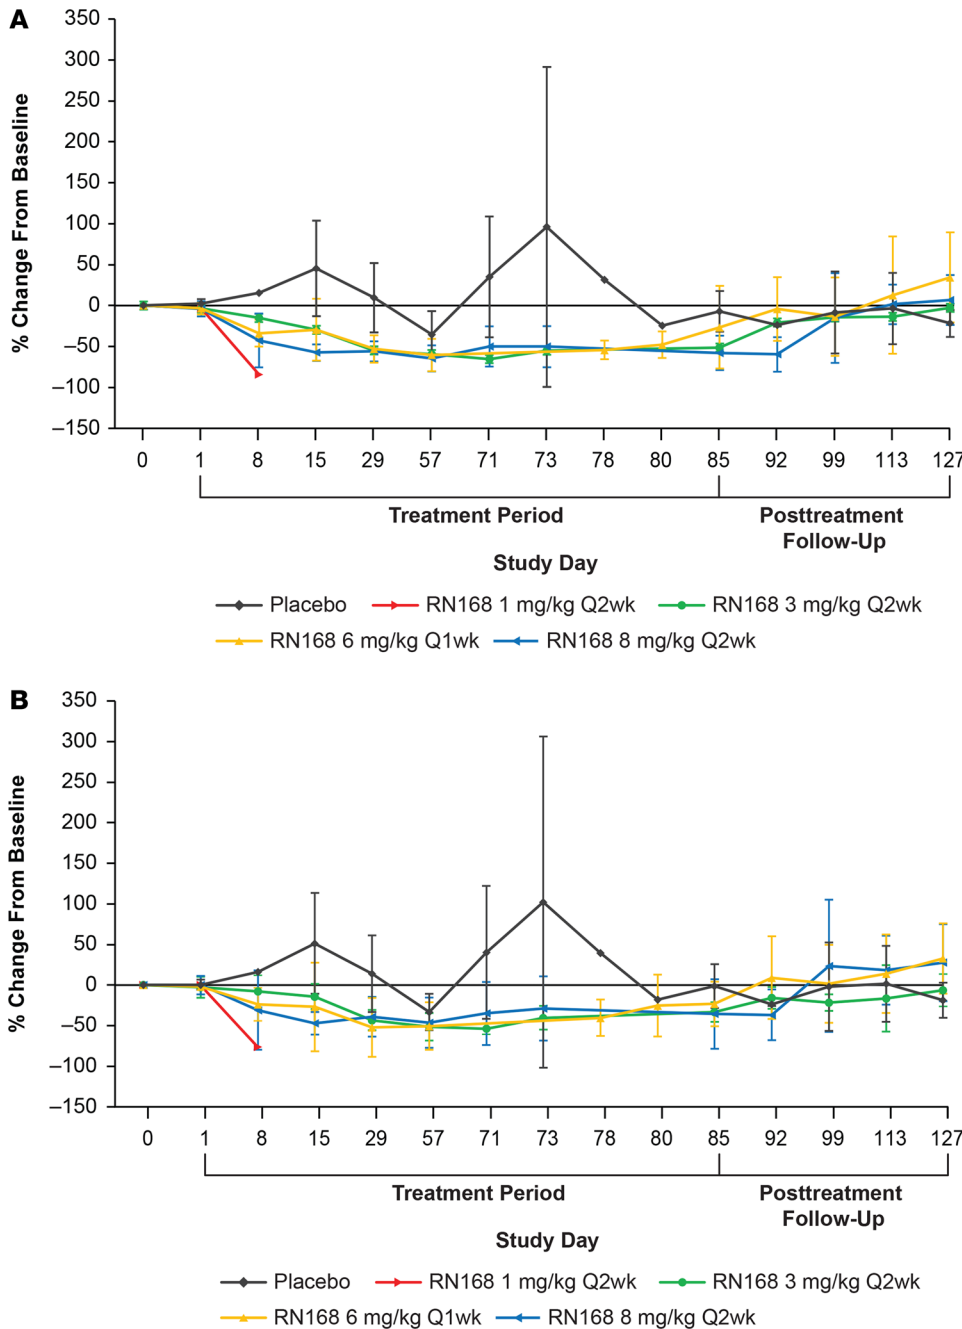 A
350
300
250
200
150
100
50
0
–50
–100
–150
% Change From Baseline
0 1 8 15 29 57 71 73 78 80 85 92 99 113 127
Treatment Period Posttreatment
Follow-Up
Study Day
Placebo RN168 1 mg/kg Q2wk RN168 3 mg/kg Q2wk
RN168 6 mg/kg Q1wk RN168 8 mg/kg Q2wk
B
350
300
250
200
150
100
50
0
–50
–100
–150
% Change From Baseline
0 1 8 15 29 57 71 73 78 80 85 92 99 113 127
Treatment Period Posttreatment
Follow-Up
Study Day
Placebo RN168 1 mg/kg Q2wk RN168 3 mg/kg Q2wk
RN168 6 mg/kg Q1wk RN168 8 mg/kg Q2wk